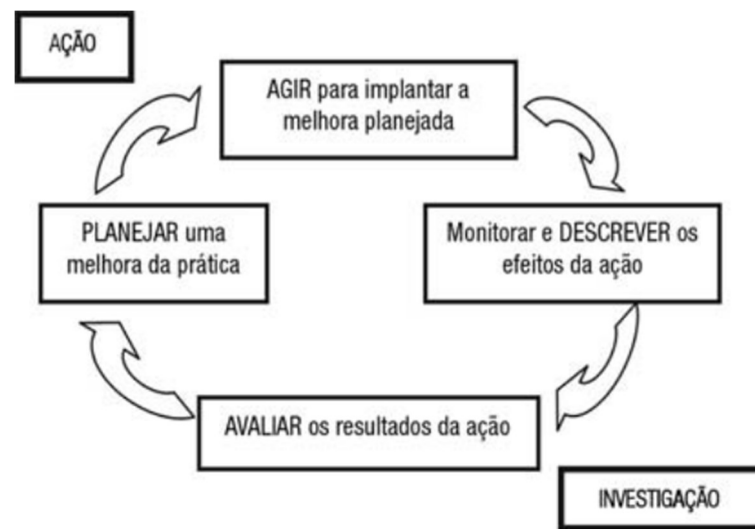 AÇÃO
AGIR para implantar a
melhora planejada
PLANEJAR uma
melhora da prática
Monitorar e DESCREVER os
efeitos da ação
AVALIAR os resultados da ação
INVESTIGAÇÃO